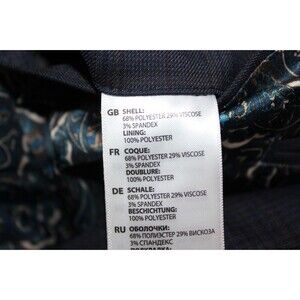 GB SHELL:
68% POLYESTER 29% VISCOSE
3% SPANDEX
LINING:
100% POLYESTER
FR COQUE:
68% POLYESTER 29% VISCOSE
3% SPANDEX
DOUBLURE:
100% POLYESTER
DE SCHALE:
68% POLYESTER 29% VISCOSE
3% SPANDEX
BESCHICHTUNG:
100% POLYESTER
RU ОБОЛОЧКИ:
68% ПОЛИЭСТЕР 29% ВИСКОЗА
3% СПАНДЕКС